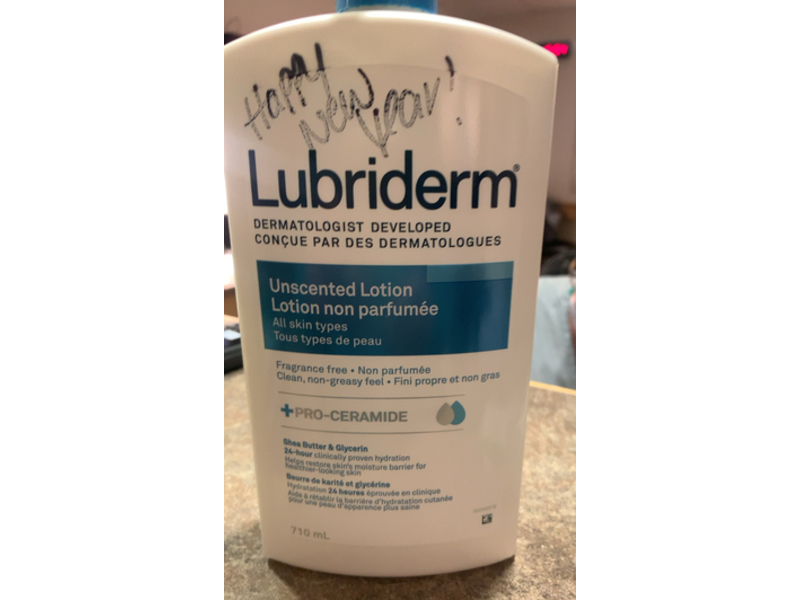 Happy
New Year!
Lubriderm®
DERMATOLOGIST DEVELOPED
CONÇUE PAR DES DERMATOLOGUES
Unscented Lotion
Lotion non parfumée
All skin types
Tous types de peau
Fragrance free • Non parfumée
Clean, non-greasy feel • Fini propre et non gras
+PRO-CERAMIDE
Shea Butter & Glycerin
24-hour clinically proven hydration
Helps restore skin's moisture barrier for
healthier-looking skin
Beurre de karité et glycérine
Hydratation 24 heures éprouvée en clinique
Aide à rétablir la barrière d'hydratation cutanée
pour une peau d'apparence plus saine
710 mL